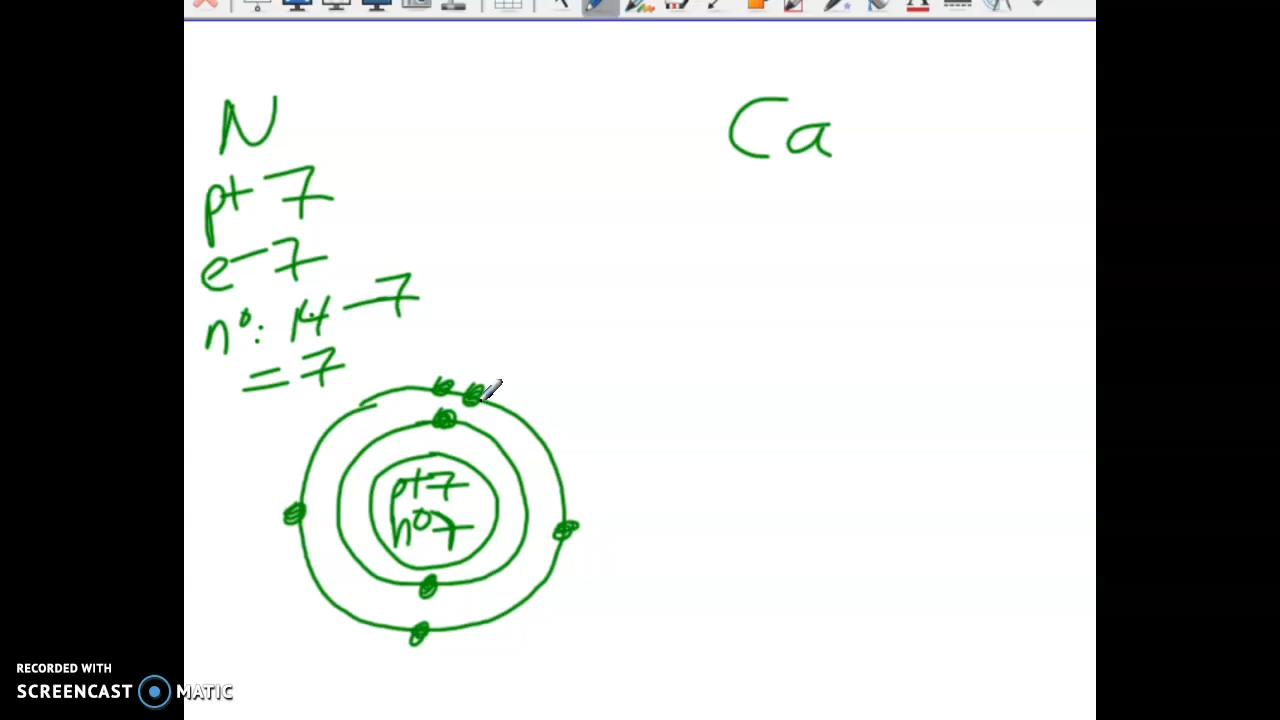 N
p+ 7
e- 7
n°: 14 - 7
= 7
p+ 7
n° 7
Ca
RECORDED WITH
SCREENCAST MATIC